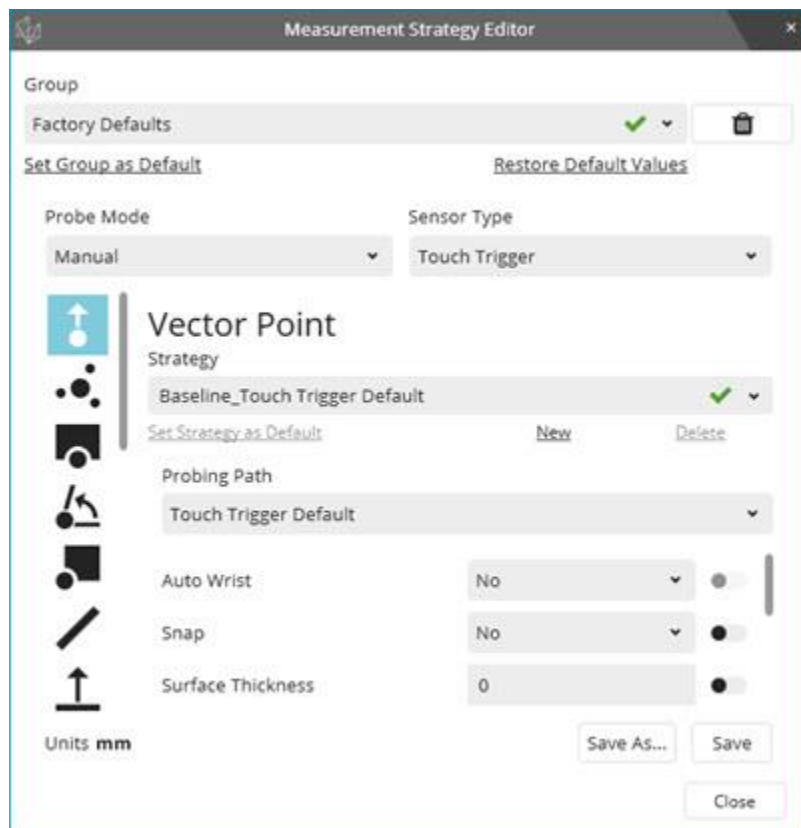 Measurement Strategy Editor
Group
Factory Defaults
Set Group as Default Restore Default Values
Probe Mode Sensor Type
Manual Touch Trigger
Vector Point
Strategy
Baseline_Touch Trigger Default
Set Strategy as Default New Delete
Probing Path
Touch Trigger Default
Auto Wrist No
Snap No
Surface Thickness 0
Units mm Save As... Save
Close